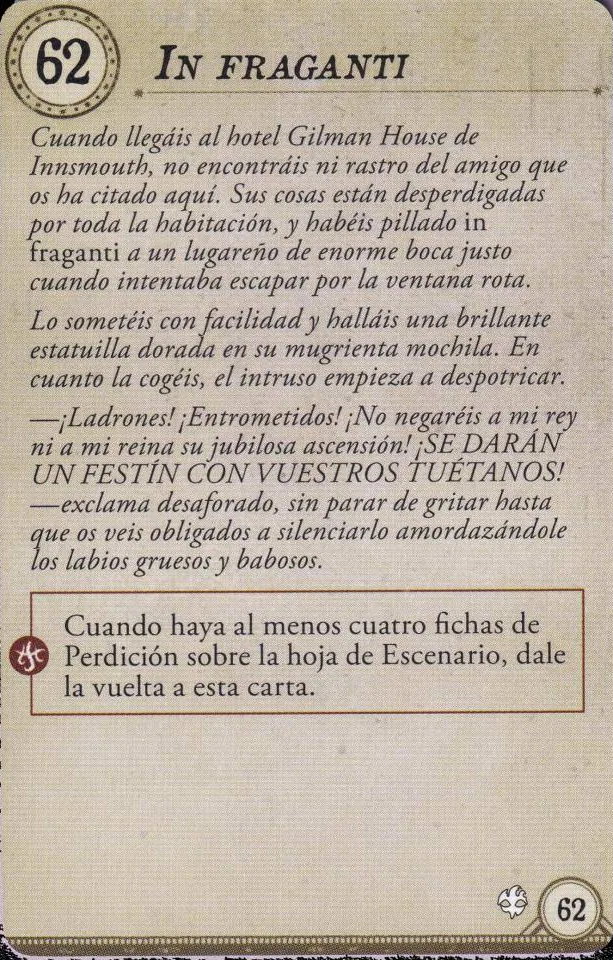 62
IN FRAGANTI
Cuando llegáis al hotel Gilman House de
Innsmouth, no encontráis ni rastro del amigo que
os ha citado aquí. Sus cosas están desperdigadas
por toda la habitación, y habéis pillado in
fraganti a un lugareño de enorme boca justo
cuando intentaba escapar por la ventana rota.
Lo sometéis con facilidad y halláis una brillante
estatuilla dorada en su mugrienta mochila. En
cuanto la cogéis, el intruso empieza a despotricar.
—¡Ladrones! ¡Entrometidos! ¡No negaréis a mi rey
ni a mi reina su jubilosa ascensión! ¡SE DARÁN
UN FESTÍN CON VUESTROS TUÉTANOS!
—exclama desaforado, sin parar de gritar hasta
que os veis obligados a silenciarlo amordazándole
los labios gruesos y babosos.
Cuando haya al menos cuatro fichas de
Perdición sobre la hoja de Escenario, dale
la vuelta a esta carta.
62